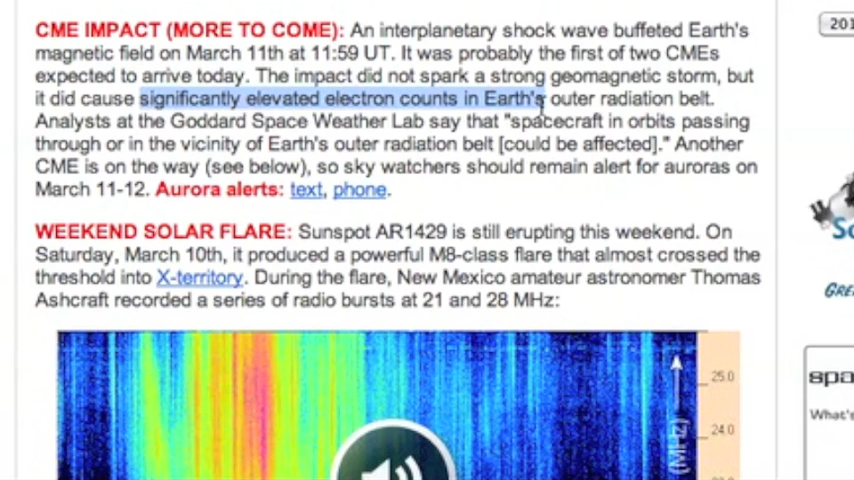 CME IMPACT (MORE TO COME): An interplanetary shock wave buffeted Earth's
magnetic field on March 11th at 11:59 UT. It was probably the first of two CMEs
expected to arrive today. The impact did not spark a strong geomagnetic storm, but
it did cause significantly elevated electron counts in Earth's outer radiation belt.
Analysts at the Goddard Space Weather Lab say that "spacecraft in orbits passing
through or in the vicinity of Earth's outer radiation belt [could be affected]." Another
CME is on the way (see below), so sky watchers should remain alert for auroras on
March 11-12. Aurora alerts: text, phone.
WEEKEND SOLAR FLARE: Sunspot AR1429 is still erupting this weekend. On
Saturday, March 10th, it produced a powerful M8-class flare that almost crossed the
threshold into X-territory. During the flare, New Mexico amateur astronomer Thomas
Ashcraft recorded a series of radio bursts at 21 and 28 MHz:
25.0
24.0
(MHz)
201
So
GRE
spa
What's